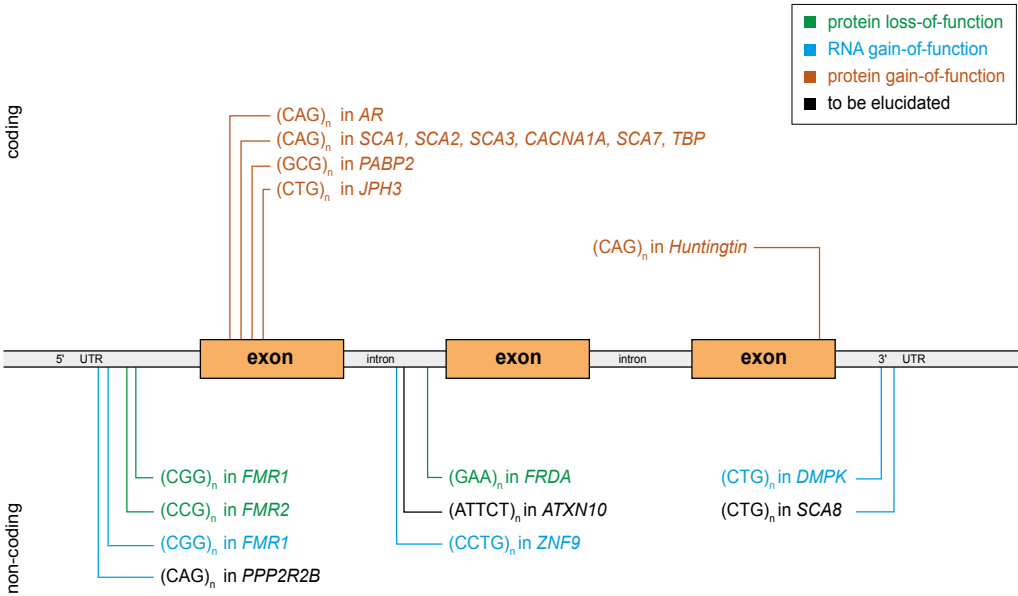 protein loss-of-function
RNA gain-of-function
protein gain-of-function
to be elucidated
coding
(CAG)n in AR
(CAG)n in SCA1, SCA2, SCA3, CACNA1A, SCA7, TBP
(GCG)n in PABP2
(CTG)n in JPH3
(CAG)n in Huntingtin
5' UTR
exon
intron
exon
intron
exon
3' UTR
non-coding
(CGG)n in FMR1
(CCG)n in FMR2
(CGG)n in FMR1
(CAG)n in PPP2R2B
(GAA)n in FRDA
(ATTCT)n in ATXN10
(CCTG)n in ZNF9
(CTG)n in DMPK
(CTG)n in SCA8